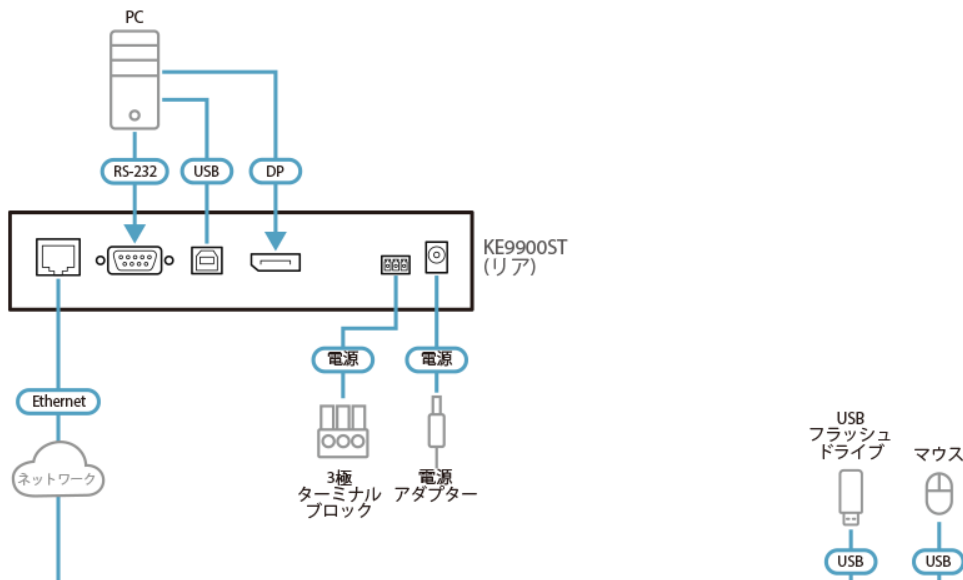 PC
RS-232
USB
DP
KE9900ST
(リア)
電源
電源
Ethernet
ネットワーク
3極
ターミナル
ブロック
電源
アダプター
USB
フラッシュ
ドライブ
マウス
USB
USB